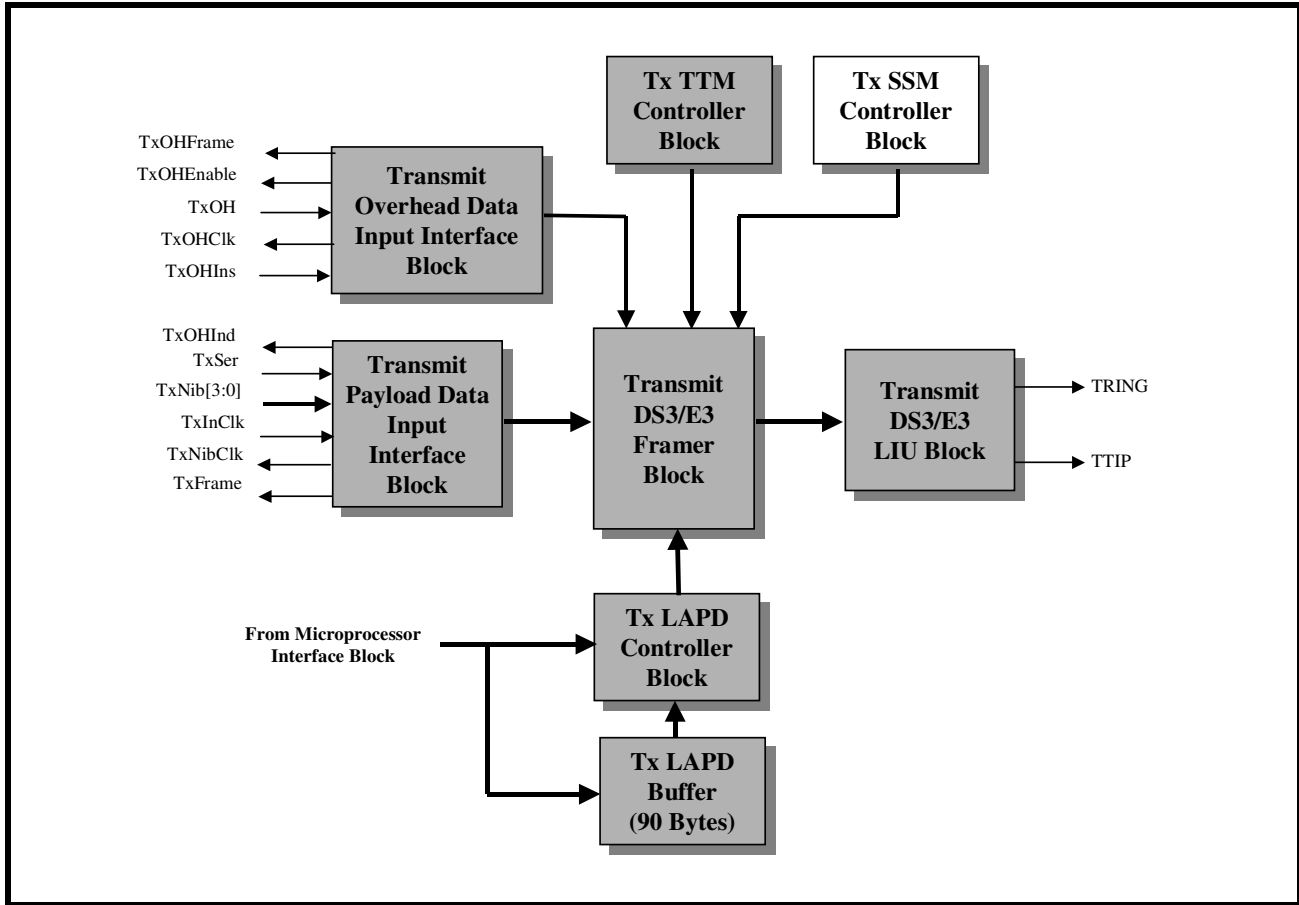 Tx TTM
Controller
Block
Tx SSM
Controller
Block
TxOHFrame
TxOHEnable
TxOH
TxOHClk
TxOHIns
Transmit
Overhead Data
Input Interface
Block
TxOHInd
TxSer
TxNib[3:0]
TxInClk
TxNibClk
TxFrame
Transmit
Payload Data
Input
Interface
Block
Transmit
DS3/E3
Framer
Block
Transmit
DS3/E3
LIU Block
TRING
TTIP
From Microprocessor
Interface Block
Tx LAPD
Controller
Block
Tx LAPD
Buffer
(90 Bytes)